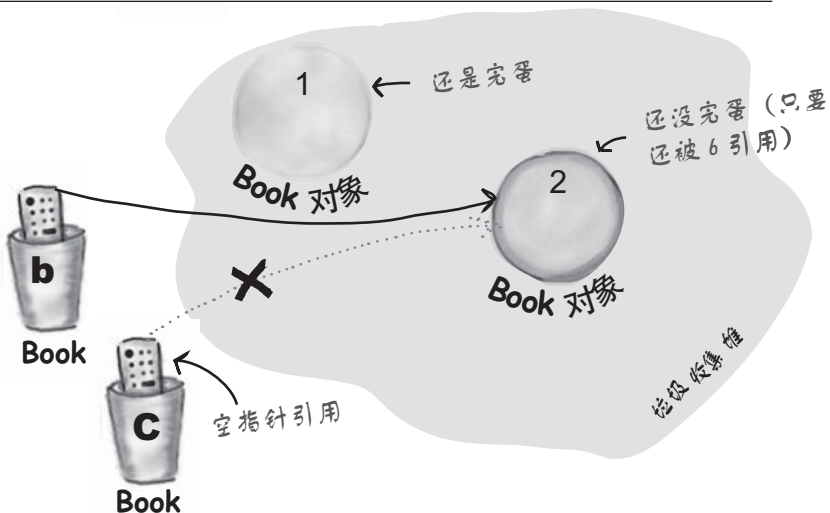 1
还是完蛋
还没完蛋（只要
还被 6 引用）
2
Book 对象
b
Book 对象
Book
垃圾收集堆
c
空指针引用
Book